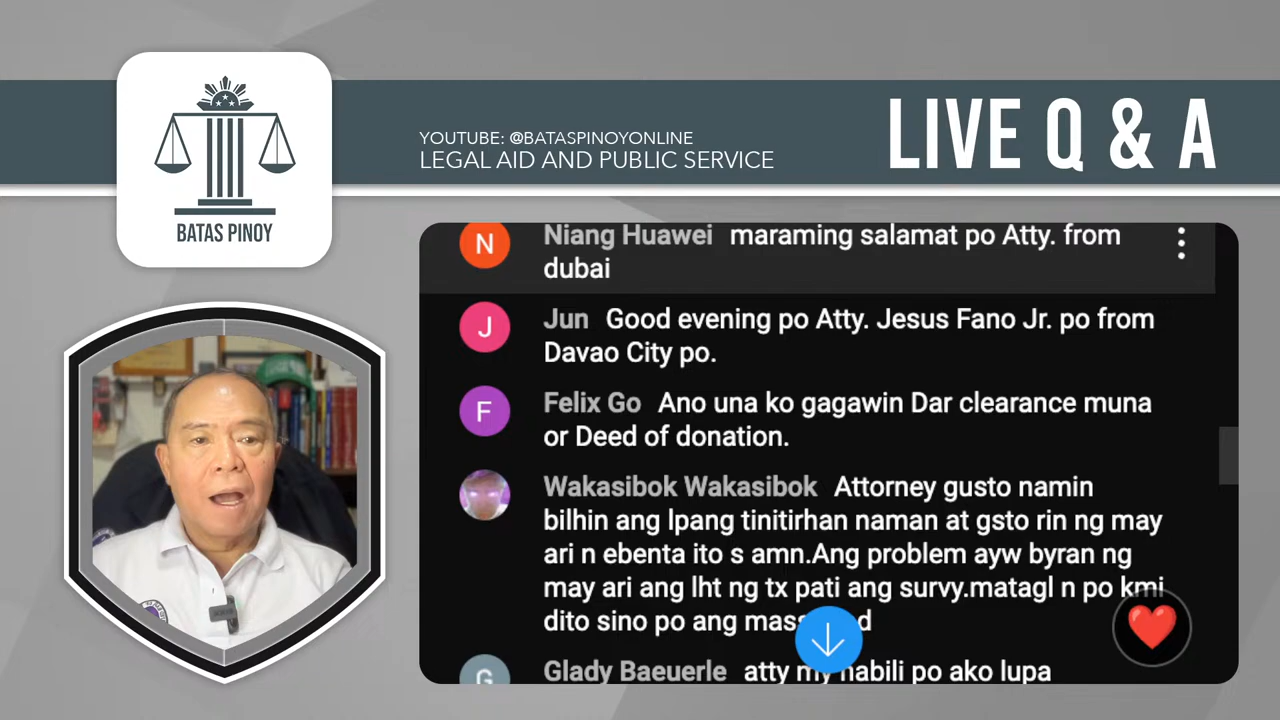 BATAS PINOY
YOUTUBE: @BATASPINOYONLINE
LEGAL AID AND PUBLIC SERVICE
LIVE Q & A
N
Niang Huawei maraming salamat po Atty. from
dubai
J
Jun Good evening po Atty. Jesus Fano Jr. po from
Davao City po.
F
Felix Go Ano una ko gagawin Dar clearance muna
or Deed of donation.
Wakasibok Wakasibok Attorney gusto namin
bilhin ang lpang tinitirhan naman at gsto rin ng may
ari n ebenta ito s amn.Ang problem ayw byran ng
may ari ang lht ng tx pati ang survy.matagl n po kmi
dito sino po ang
G
Glady Baeuerle atty my nabili po ako lupa